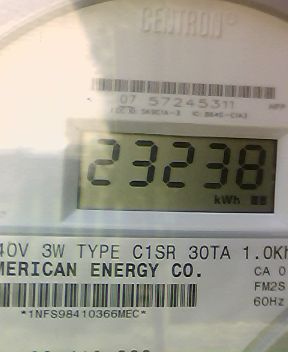 CENTRON
07 57245311
23238
kWh
40V 3W TYPE C1SR 30TA 1.0Kh
MERICAN ENERGY CO.
CA 0
FM2S
60Hz
*1NFS98410366MEC*